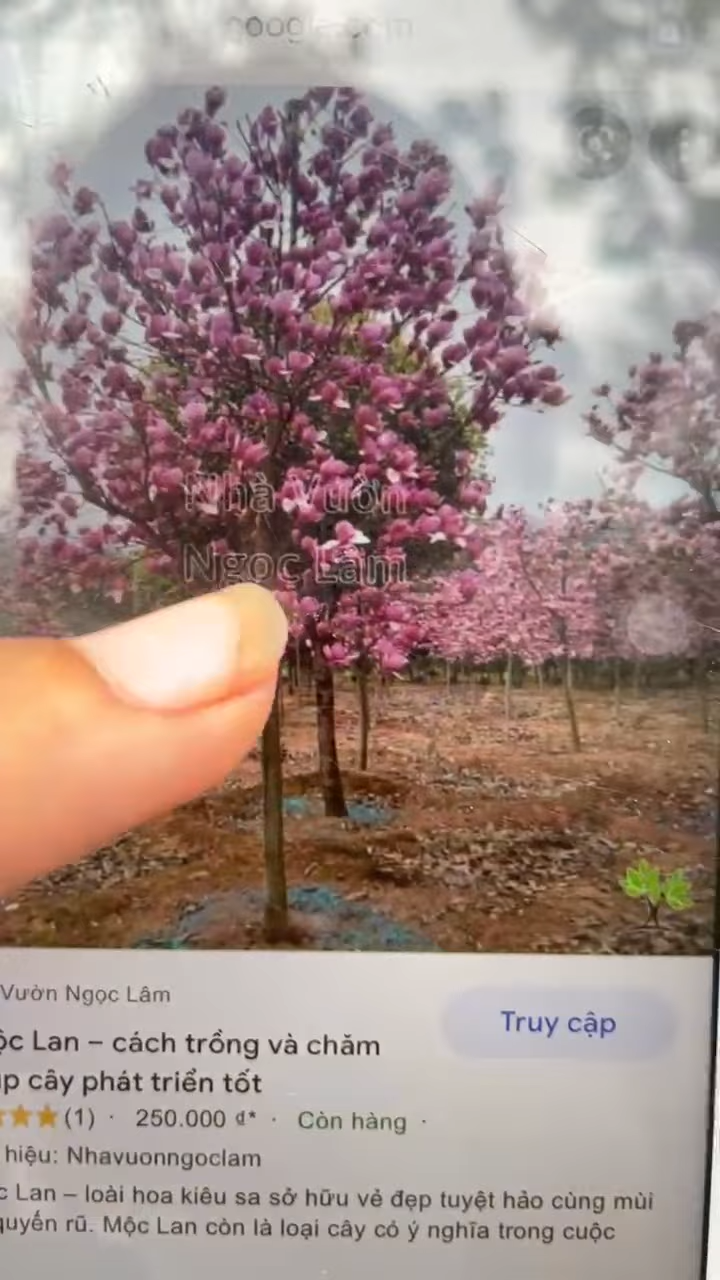 google.com
Nhà Vườn
Ngọc Lâm
Vườn Ngọc Lâm
Truy cập
ộc Lan – cách trồng và chăm
úp cây phát triển tốt
(1) · 250.000 ₫* · Còn hàng ·
hiệu: Nhavuonngoclam
c Lan – loài hoa kiêu sa sở hữu vẻ đẹp tuyệt hảo cùng mùi
quyến rũ. Mộc Lan còn là loại cây có ý nghĩa trong cuộc